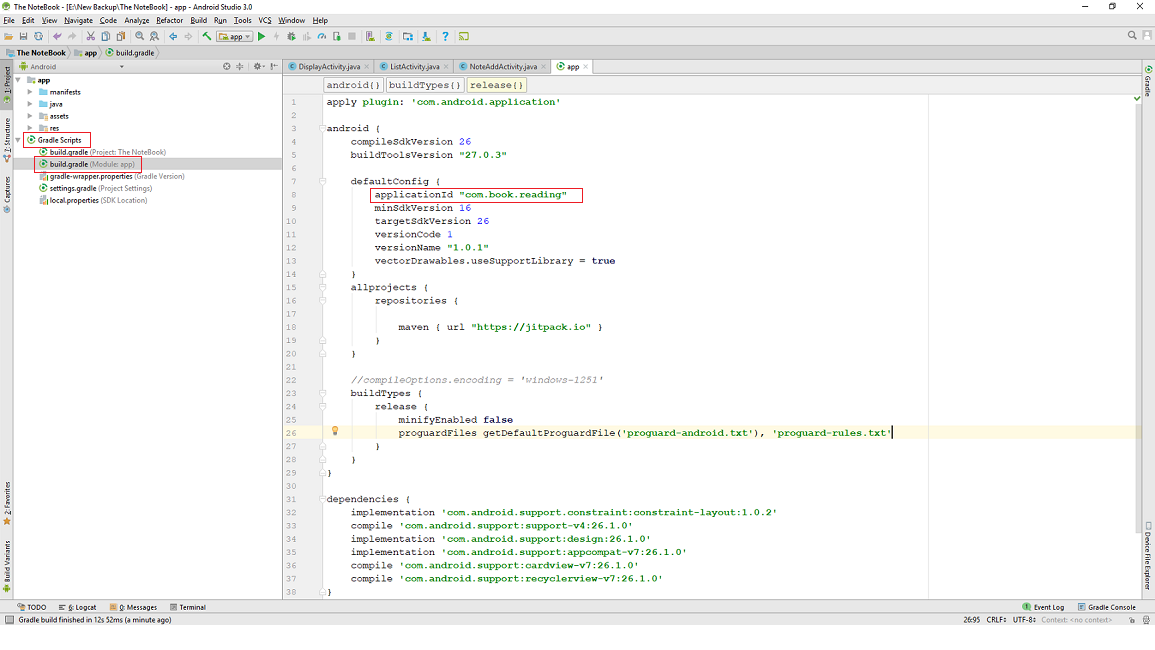 The NoteBook - [E:\New Backup\The NoteBook] - app - Android Studio 3.0
File Edit View Navigate Code Analyze Refactor Build Run Tools VCS Window Help
app
The NoteBook app build.gradle
Android
DisplayActivity.java ListActivity.java NoteAddActivity.java app
android{} buildTypes{} release{}
1: Project
Z: Structure
Captures
2: Favorites
Build Variants
app
manifests
java
assets
res
Gradle Scripts
build.gradle (Project: The NoteBook)
build.gradle (Module: app)
gradle-wrapper.properties (Gradle Version)
settings.gradle (Project Settings)
local.properties (SDK Location)
1 apply plugin: 'com.android.application'
2
3 android {
4 compileSdkVersion 26
5 buildToolsVersion "27.0.3"
6
7 defaultConfig {
8 applicationId "com.book.reading"
9 minSdkVersion 16
10 targetSdkVersion 26
11 versionCode 1
12 versionName "1.0.1"
13 vectorDrawables.useSupportLibrary = true
14 }
15 allprojects {
16 repositories {
17
18 maven { url "https://jitpack.io" }
19 }
20 }
21
22 //compileOptions.encoding = 'windows-1251'
23 buildTypes {
24 release {
25 minifyEnabled false
26 proguardFiles getDefaultProguardFile('proguard-android.txt'), 'proguard-rules.txt'
27 }
28 }
29 }
30
31 dependencies {
32 implementation 'com.android.support.constraint:constraint-layout:1.0.2'
33 compile 'com.android.support:support-v4:26.1.0'
34 implementation 'com.android.support:design:26.1.0'
35 implementation 'com.android.support:appcompat-v7:26.1.0'
36 compile 'com.android.support:cardview-v7:26.1.0'
37 compile 'com.android.support:recyclerview-v7:26.1.0'
38 }
Gradle
Device File Explorer
TODO 6: Logcat 0: Messages Terminal 1 Event Log Gradle Console
Gradle build finished in 12s 52ms (a minute ago) 26:95 CRLF÷ UTF-8÷ Context: <no context>